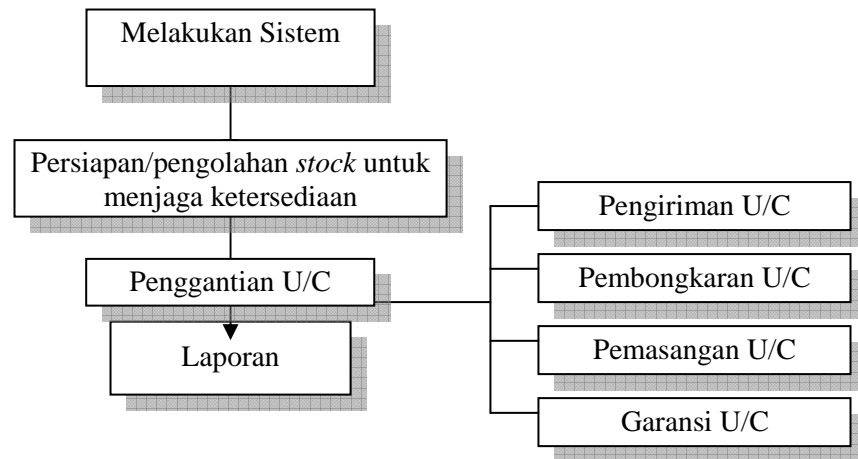 Melakukan Sistem
Persiapan/pengolahan stock untuk
menjaga ketersediaan
Penggantian U/C
Laporan
Pengiriman U/C
Pembongkaran U/C
Pemasangan U/C
Garansi U/C